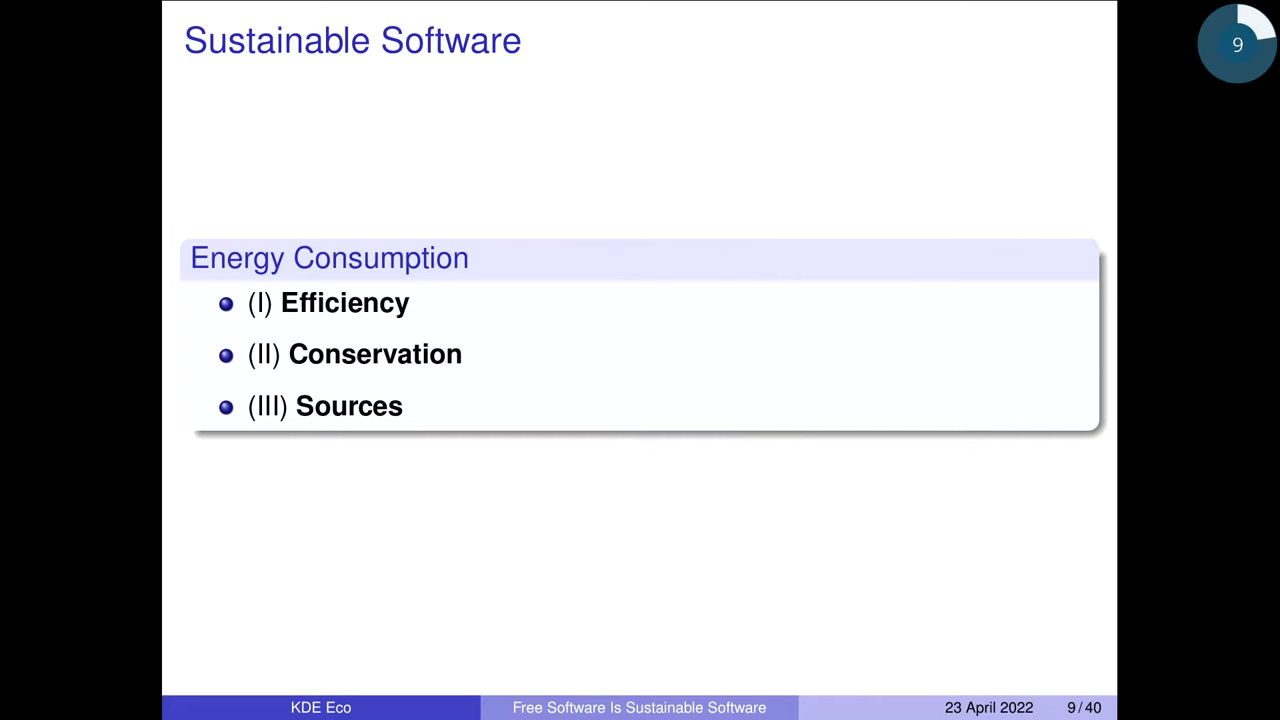 Sustainable Software
9
Energy Consumption
(I) Efficiency
(II) Conservation
(III) Sources
KDE Eco
Free Software Is Sustainable Software
23 April 2022
9 / 40